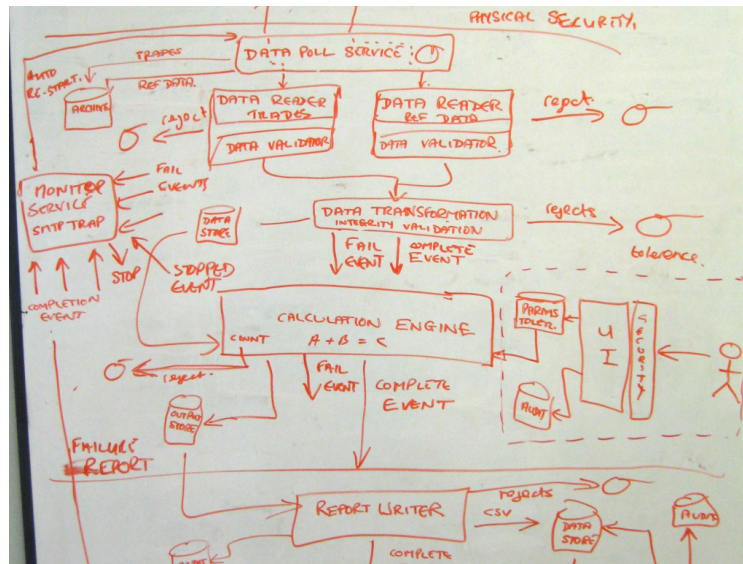 PHYSICAL SECURITY.
TRADES
DATA POLL SERVICE
AUTO
RE-START.
REF DATA.
ARCHIVE
DATA READER
TRADES
DATA VALIDATOR
reject
DATA READER
REF DATA
DATA VALIDATOR
reject.
FAIL
EVENTS
MONITOR
SERVICE
SMTP TRAP
DATA
STORE
DATA TRANSFORMATION
INTEGRITY VALIDATION
rejects
tolerence.
FAIL
EVENT
COMPLETE
EVENT
STOP
STOPPED
EVENT
COMPLETION
EVENT
CALCULATION ENGINE
A + B = C
COUNT
PARAMS
TOLER.
UI
SECURITY
AUDIT
reject.
FAIL
EVENT
COMPLETE
EVENT
OUTPUT
STORE
FAILURE
REPORT
REPORT WRITER
rejects
CSV
DATA
STORE
AUDIT
COMPLETE